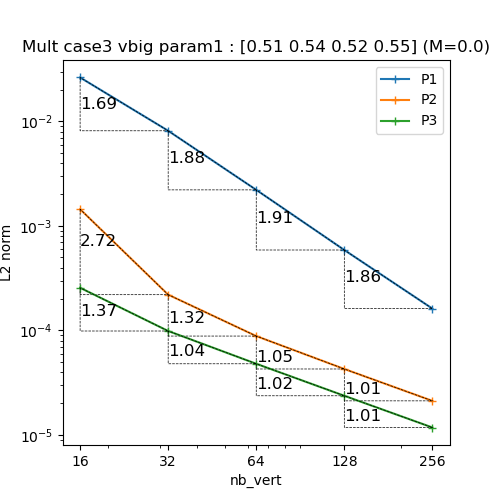 Mult case3 vbig param1 : [0.51 0.54 0.52 0.55] (M=0.0)
P1
P2
P3
1.69
1.88
1.91
1.86
2.72
1.32
1.05
1.01
1.37
1.04
1.02
1.01
10⁻²
10⁻³
10⁻⁴
10⁻⁵
L2 norm
16 32 64 128 256
nb_vert